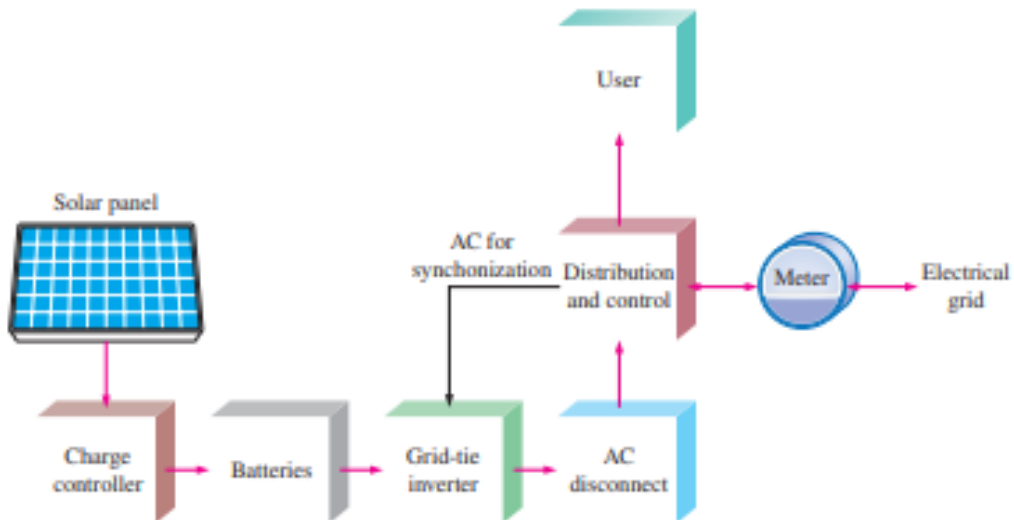 User
Solar panel
AC for
synchonization
Distribution
and control
Meter
Electrical
grid
Charge
controller
Batteries
Grid-tie
inverter
AC
disconnect